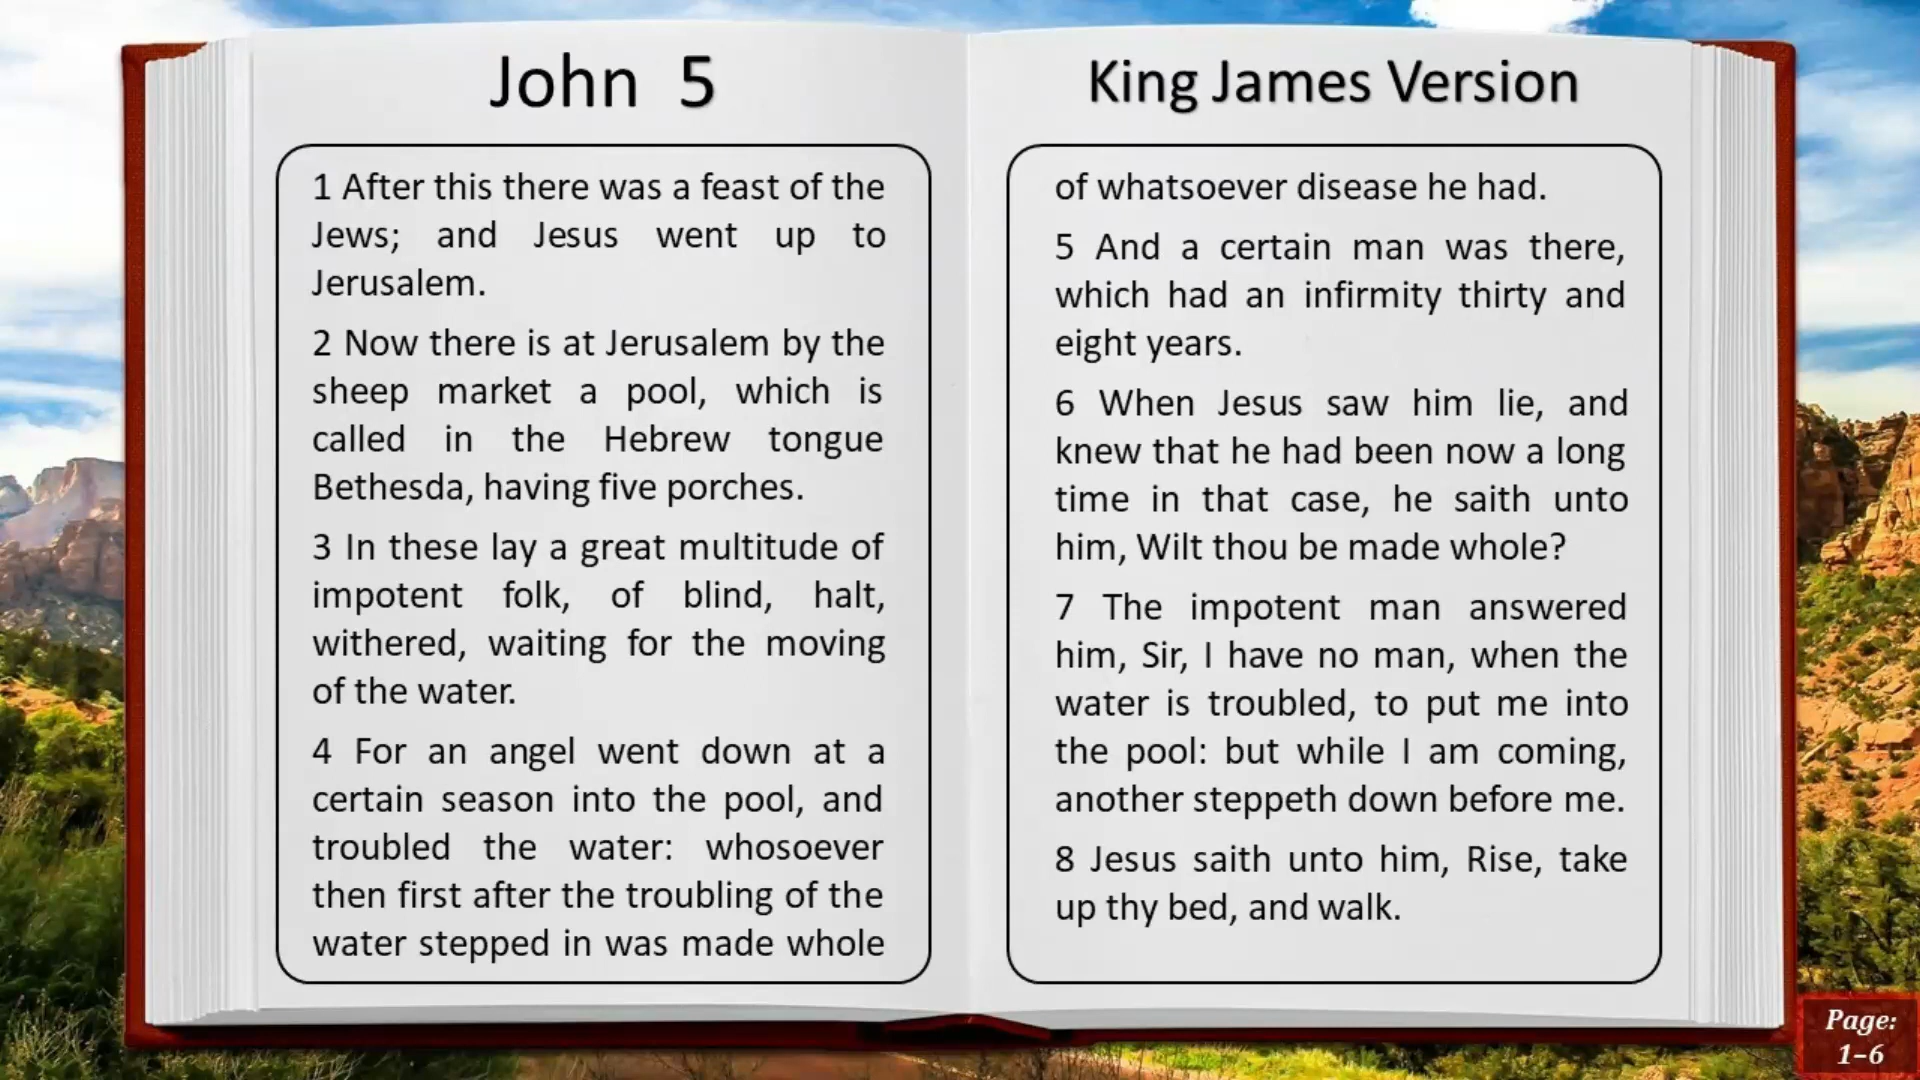 John 5
1 After this there was a feast of the
Jews; and Jesus went up to
Jerusalem.
2 Now there is at Jerusalem by the
sheep market a pool, which is
called in the Hebrew tongue
Bethesda, having five porches.
3 In these lay a great multitude of
impotent folk, of blind, halt,
withered, waiting for the moving
of the water.
4 For an angel went down at a
certain season into the pool, and
troubled the water: whosoever
then first after the troubling of the
water stepped in was made whole
King James Version
of whatsoever disease he had.
5 And a certain man was there,
which had an infirmity thirty and
eight years.
6 When Jesus saw him lie, and
knew that he had been now a long
time in that case, he saith unto
him, Wilt thou be made whole?
7 The impotent man answered
him, Sir, I have no man, when the
water is troubled, to put me into
the pool: but while I am coming,
another steppeth down before me.
8 Jesus saith unto him, Rise, take
up thy bed, and walk.
Page:
1–6